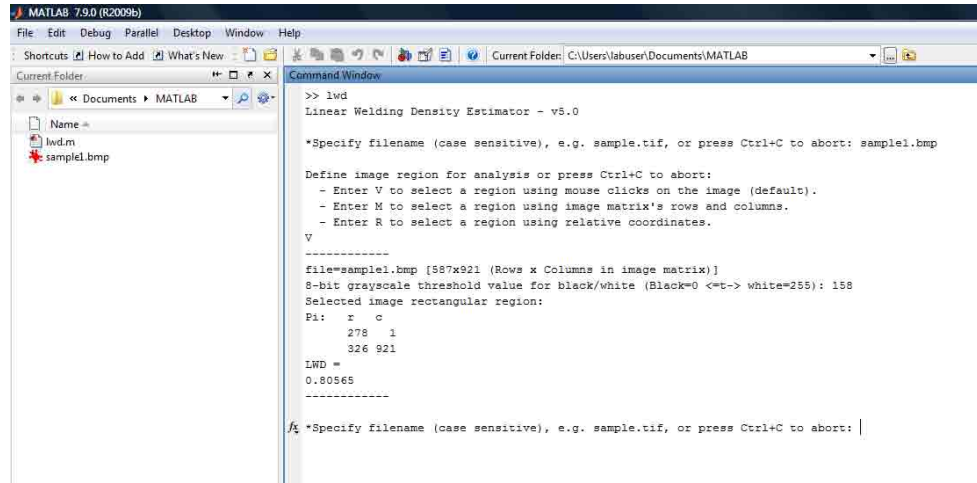 MATLAB 7.9.0 (R2009b)
File Edit Debug Parallel Desktop Window Help
Shortcuts How to Add What's New Current Folder: C:\Users\labuser\Documents\MATLAB
Current Folder
« Documents MATLAB
Name
lwd.m
sample1.bmp
Command Window
>> lwd
Linear Welding Density Estimator - v5.0
*Specify filename (case sensitive), e.g. sample.tif, or press Ctrl+C to abort: sample1.bmp
Define image region for analysis or press Ctrl+C to abort:
- Enter V to select a region using mouse clicks on the image (default).
- Enter M to select a region using image matrix's rows and columns.
- Enter R to select a region using relative coordinates.
V
------------
file=sample1.bmp [587x921 (Rows x Columns in image matrix)]
8-bit grayscale threshold value for black/white (Black=0 <=t-> white=255): 158
Selected image rectangular region:
Pi: r c
278 1
326 921
LWD =
0.80565
------------
fx *Specify filename (case sensitive), e.g. sample.tif, or press Ctrl+C to abort: